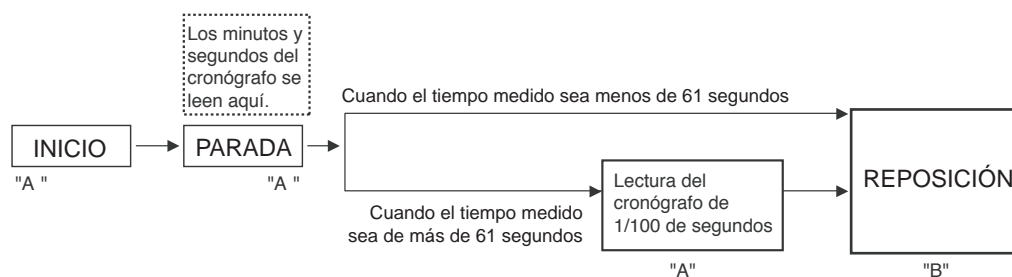 Los minutos y
segundos del
cronógrafo se
leen aquí.
Cuando el tiempo medido sea menos de 61 segundos
INICIO
PARADA
REPOSICIÓN
"A "
"A "
Lectura del
cronógrafo de
1/100 de segundos
Cuando el tiempo medido
sea de más de 61 segundos
"A"
"B"